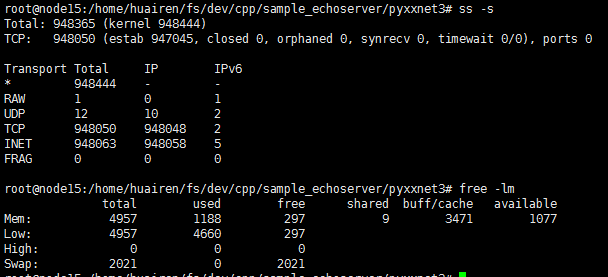 root@node15:/home/huairen/fs/dev/cpp/sample_echoserver/pyxxnet3# ss -s
Total: 948365 (kernel 948444)
TCP:   948050 (estab 947045, closed 0, orphaned 0, synrecv 0, timewait 0/0), ports 0
Transport Total     IP        IPv6
*         948444    -         -
RAW       1         0         1
UDP       12        10        2
TCP       948050    948048    2
INET      948063    948058    5
FRAG      0         0         0
root@node15:/home/huairen/fs/dev/cpp/sample_echoserver/pyxxnet3# free -lm
              total        used        free      shared  buff/cache   available
Mem:           4957        1188         297           9        3471        1077
Low:           4957        4660         297
High:             0           0           0
Swap:          2021           0        2021
root@node15:/home/huairen/fs/dev/cpp/sample_echoserver/pyxxnet3#